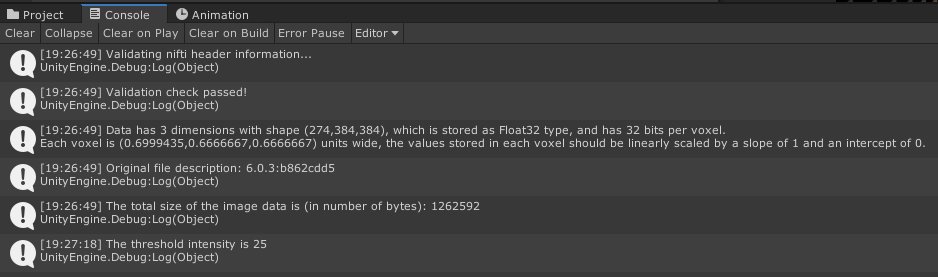 Project Console Animation
Clear Collapse Clear on Play Clear on Build Error Pause Editor
[19:26:49] Validating nifti header information...
UnityEngine.Debug:Log(Object)
[19:26:49] Validation check passed!
UnityEngine.Debug:Log(Object)
[19:26:49] Data has 3 dimensions with shape (274,384,384), which is stored as Float32 type, and has 32 bits per voxel.
Each voxel is (0.6999435,0.6666667,0.6666667) units wide, the values stored in each voxel should be linearly scaled by a slope of 1 and an intercept of 0.
[19:26:49] Original file description: 6.0.3:b862cdd5
UnityEngine.Debug:Log(Object)
[19:26:49] The total size of the image data is (in number of bytes): 1262592
UnityEngine.Debug:Log(Object)
[19:27:18] The threshold intensity is 25
UnityEngine.Debug:Log(Object)